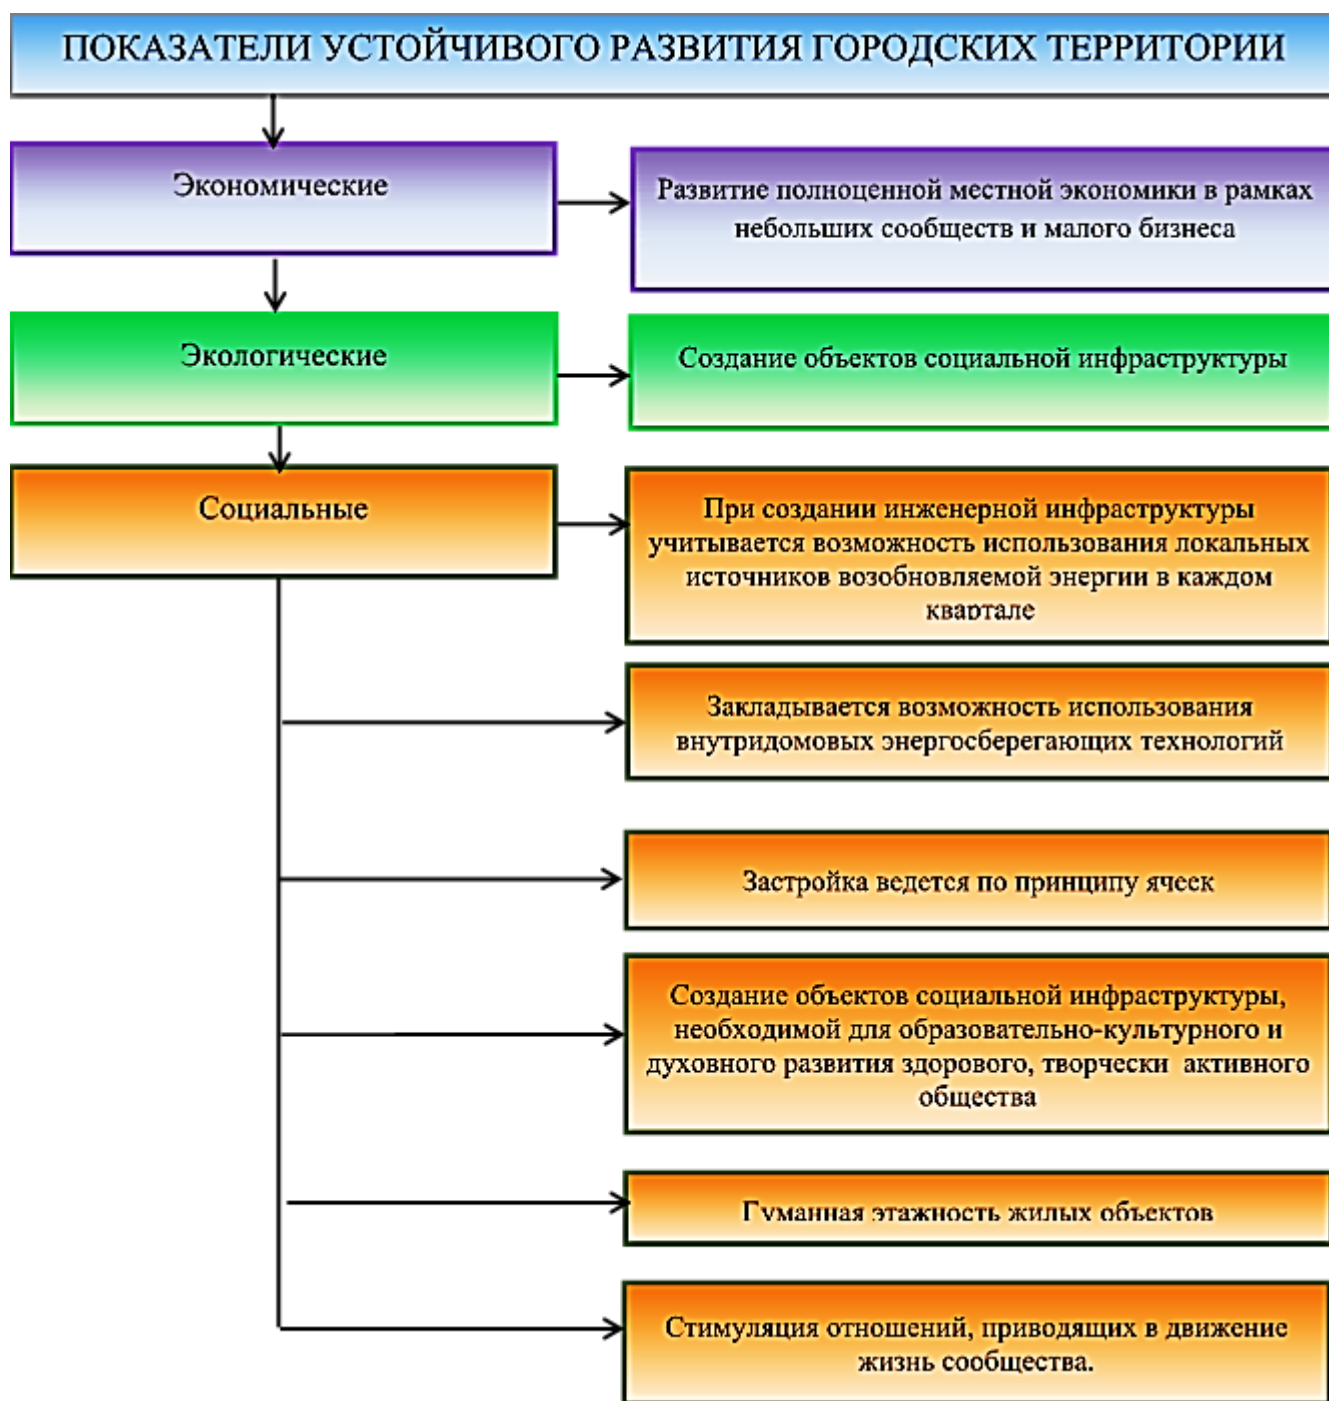 ПОКАЗАТЕЛИ УСТОЙЧИВОГО РАЗВИТИЯ ГОРОДСКИХ ТЕРРИТОРИИ
Экономические
Развитие полноценной местной экономики в рамках
небольших сообществ и малого бизнеса
Экологические
Создание объектов социальной инфраструктуры
Социальные
При создании инженерной инфраструктуры
учитывается возможность использования локальных
источников возобновляемой энергии в каждом
квартале
Закладывается возможность использования
внутридомовых энергосберегающих технологий
Застройка ведется по принципу ячеек
Создание объектов социальной инфраструктуры,
необходимой для образовательно-культурного и
духовного развития здорового, творчески активного
общества
Гуманная этажность жилых объектов
Стимуляция отношений, приводящих в движение
жизнь сообщества.